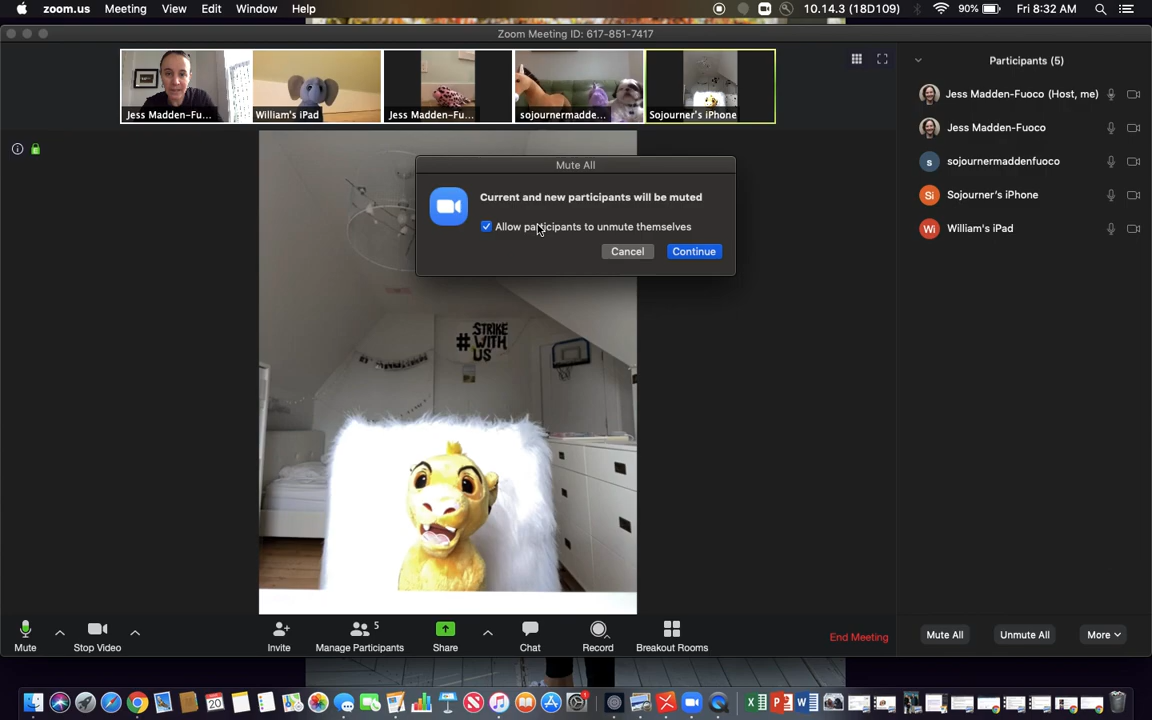 zoom.us Meeting View Edit Window Help 10.14.3 (18D109) 90% Fri 8:32 AM
Zoom Meeting ID: 617-851-7417
Jess Madden-Fu... William's iPad Jess Madden-Fu... sojournermadde... Sojourner's iPhone
Participants (5)
Jess Madden-Fuoco (Host, me)
Jess Madden-Fuoco
s sojournermaddenfuoco
Si Sojourner's iPhone
Wi William's iPad
Mute All
Current and new participants will be muted
Allow participants to unmute themselves
Cancel Continue
#STRIKE
WITH
US
Mute Stop Video Invite Manage Participants 5 Share Chat Record Breakout Rooms End Meeting
Mute All Unmute All More
20